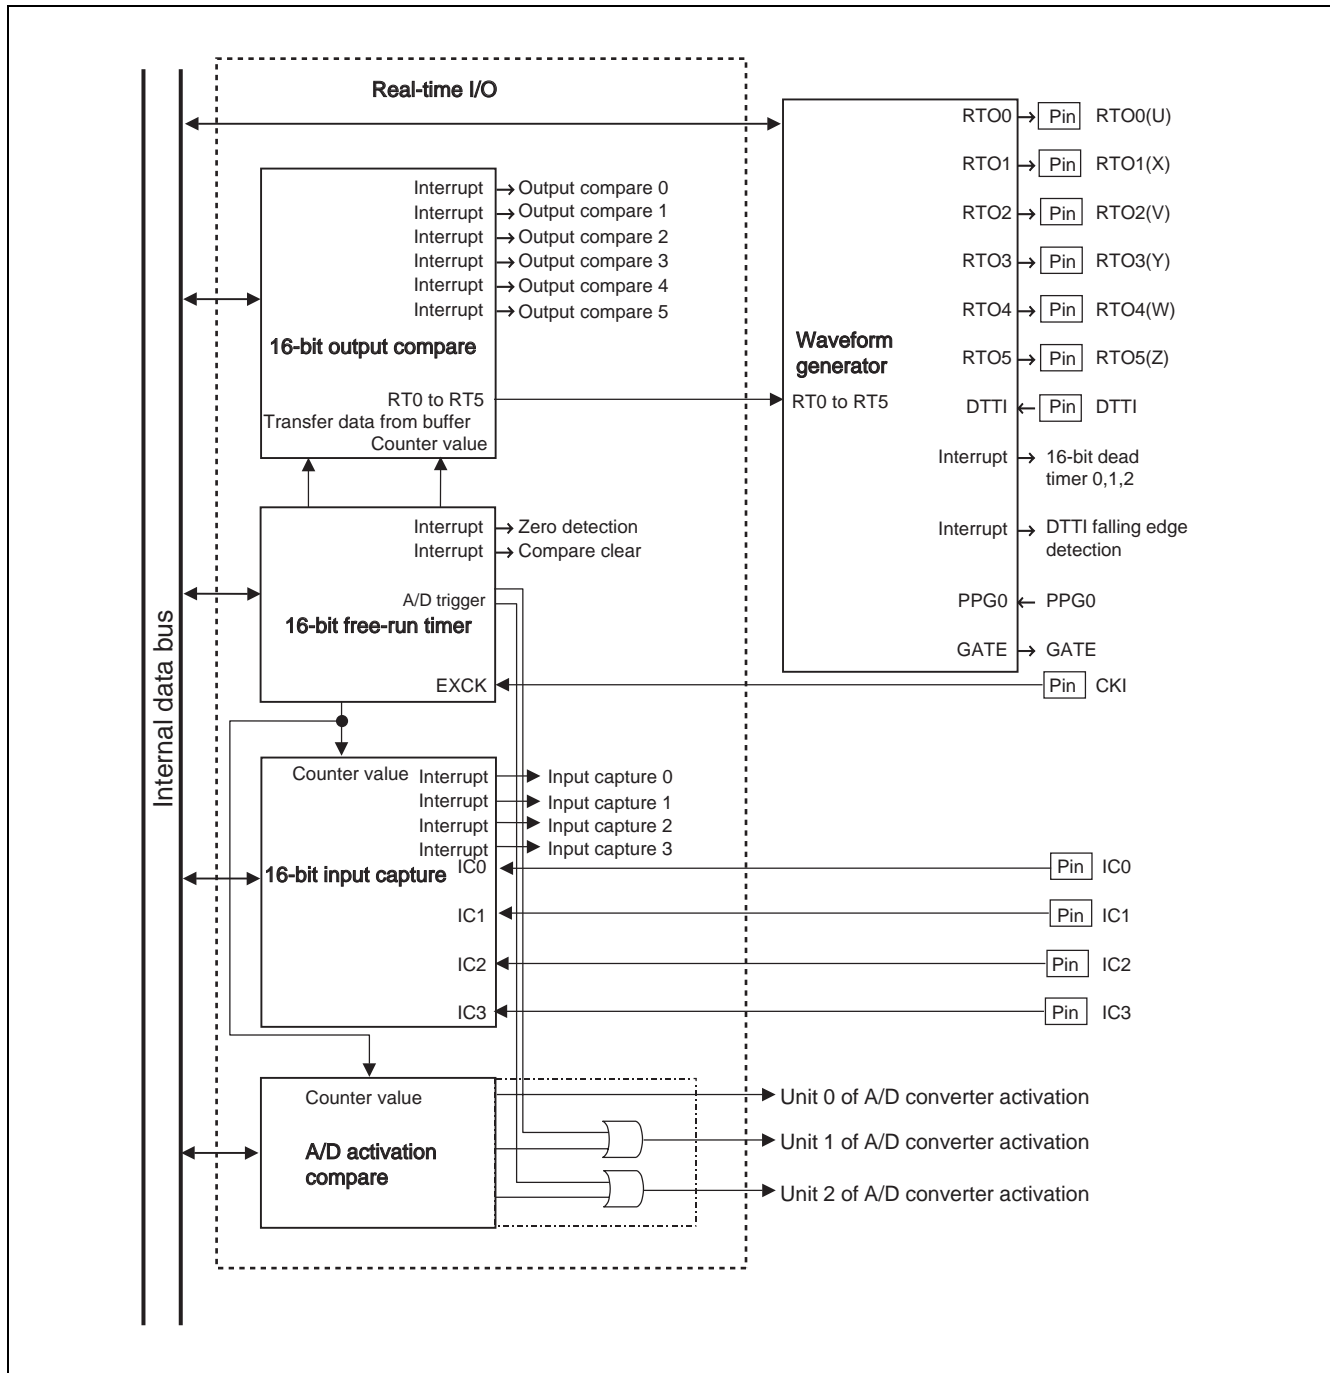 Real-time I/O
Internal data bus
Interrupt Output compare 0
Interrupt Output compare 1
Interrupt Output compare 2
Interrupt Output compare 3
Interrupt Output compare 4
Interrupt Output compare 5
16-bit output compare
RT0 to RT5
Transfer data from buffer
Counter value
Interrupt Zero detection
Interrupt Compare clear
A/D trigger
16-bit free-run timer
EXCK
Counter value
Interrupt Input capture 0
Interrupt Input capture 1
Interrupt Input capture 2
Interrupt Input capture 3
16-bit input capture
IC0
IC1
IC2
IC3
Counter value
A/D activation
compare
Waveform
generator
RT0 to RT5
RTO0 Pin RTO0(U)
RTO1 Pin RTO1(X)
RTO2 Pin RTO2(V)
RTO3 Pin RTO3(Y)
RTO4 Pin RTO4(W)
RTO5 Pin RTO5(Z)
DTTI Pin DTTI
Interrupt 16-bit dead
timer 0,1,2
Interrupt DTTI falling edge
detection
PPG0 PPG0
GATE GATE
Pin CKI
Pin IC0
Pin IC1
Pin IC2
Pin IC3
Unit 0 of A/D converter activation
Unit 1 of A/D converter activation
Unit 2 of A/D converter activation